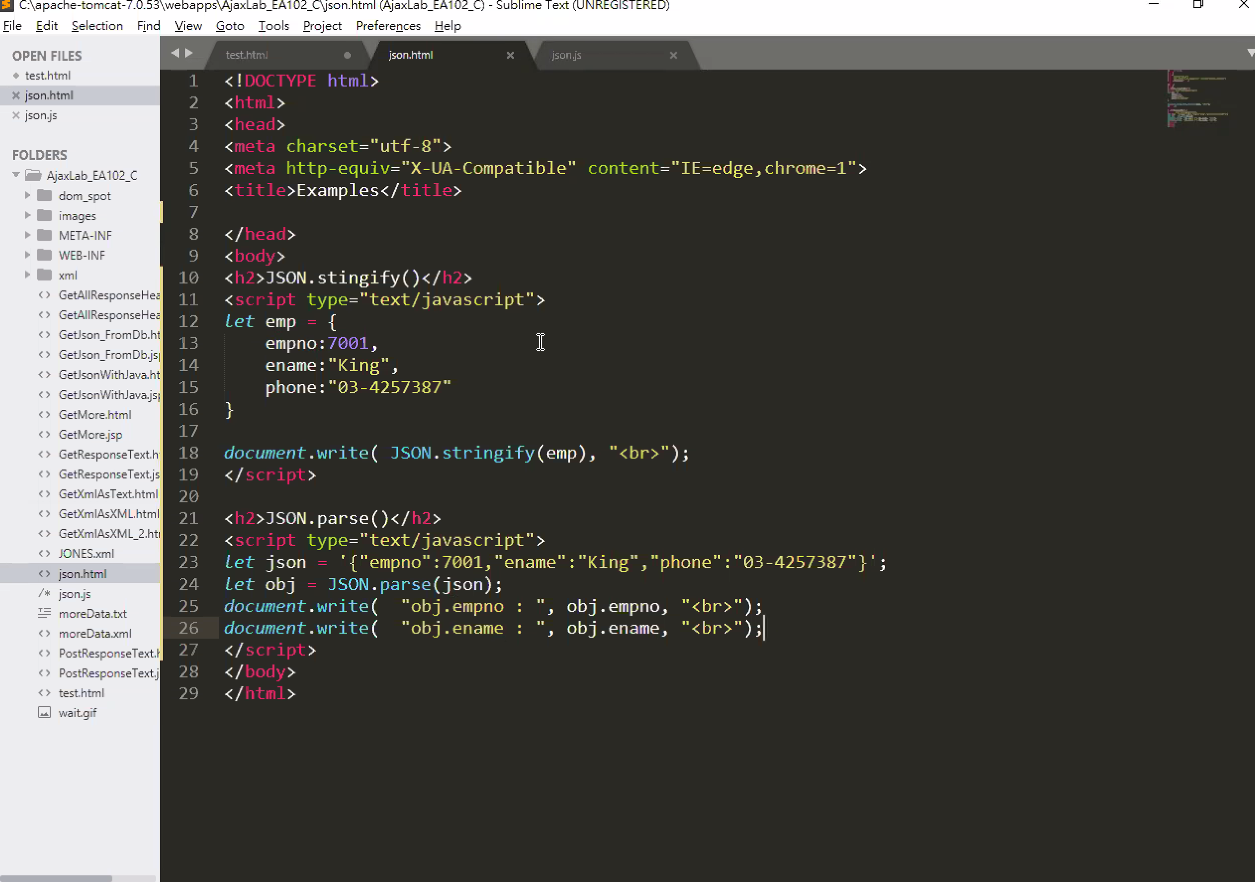 C:\apache-tomcat-7.0.53\webapps\AjaxLab_EA102_C\json.html (AjaxLab_EA102_C) - Sublime Text (UNREGISTERED)
File Edit Selection Find View Goto Tools Project Preferences Help
OPEN FILES
test.html
json.html
json.js
FOLDERS
AjaxLab_EA102_C
dom_spot
images
META-INF
WEB-INF
xml
GetAllResponseHea
GetAllResponseHea
GetJson_FromDb.ht
GetJson_FromDb.jsp
GetJsonWithJava.ht
GetJsonWithJava.jsp
GetMore.html
GetMore.jsp
GetResponseText.h
GetResponseText.js
GetXmlAsText.html
GetXmlAsXML.html
GetXmlAsXML_2.htr
JONES.xml
json.html
json.js
moreData.txt
moreData.xml
PostResponseText.h
PostResponseText.j
test.html
wait.gif
test.html json.html json.js
1 <!DOCTYPE html>
2 <html>
3 <head>
4 <meta charset="utf-8">
5 <meta http-equiv="X-UA-Compatible" content="IE=edge,chrome=1">
6 <title>Examples</title>
7
8 </head>
9 <body>
10 <h2>JSON.stingify()</h2>
11 <script type="text/javascript">
12 let emp = {
13 empno:7001,
14 ename:"King",
15 phone:"03-4257387"
16 }
17
18 document.write( JSON.stringify(emp), "<br>");
19 </script>
20
21 <h2>JSON.parse()</h2>
22 <script type="text/javascript">
23 let json = '{"empno":7001,"ename":"King","phone":"03-4257387"}';
24 let obj = JSON.parse(json);
25 document.write(  "obj.empno : ", obj.empno, "<br>");
26 document.write(  "obj.ename : ", obj.ename, "<br>");
27 </script>
28 </body>
29 </html>